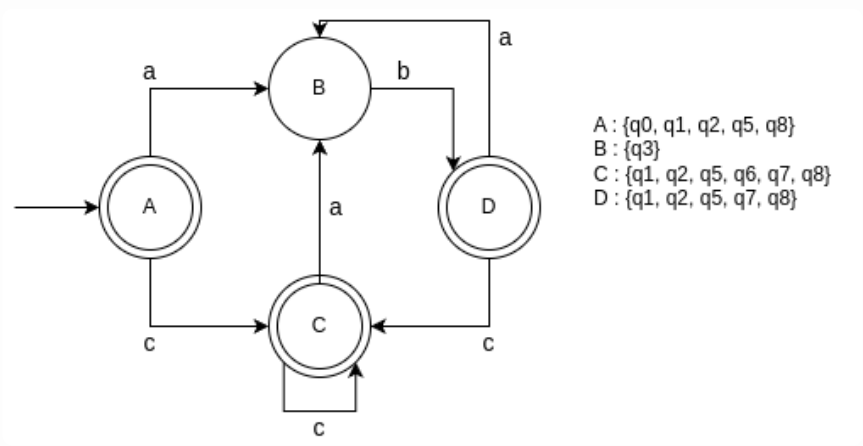 a
a
b
B
A : {q0, q1, q2, q5, q8}
B : {q3}
C : {q1, q2, q5, q6, q7, q8}
D : {q1, q2, q5, q7, q8}
A
a
D
c
C
c
c